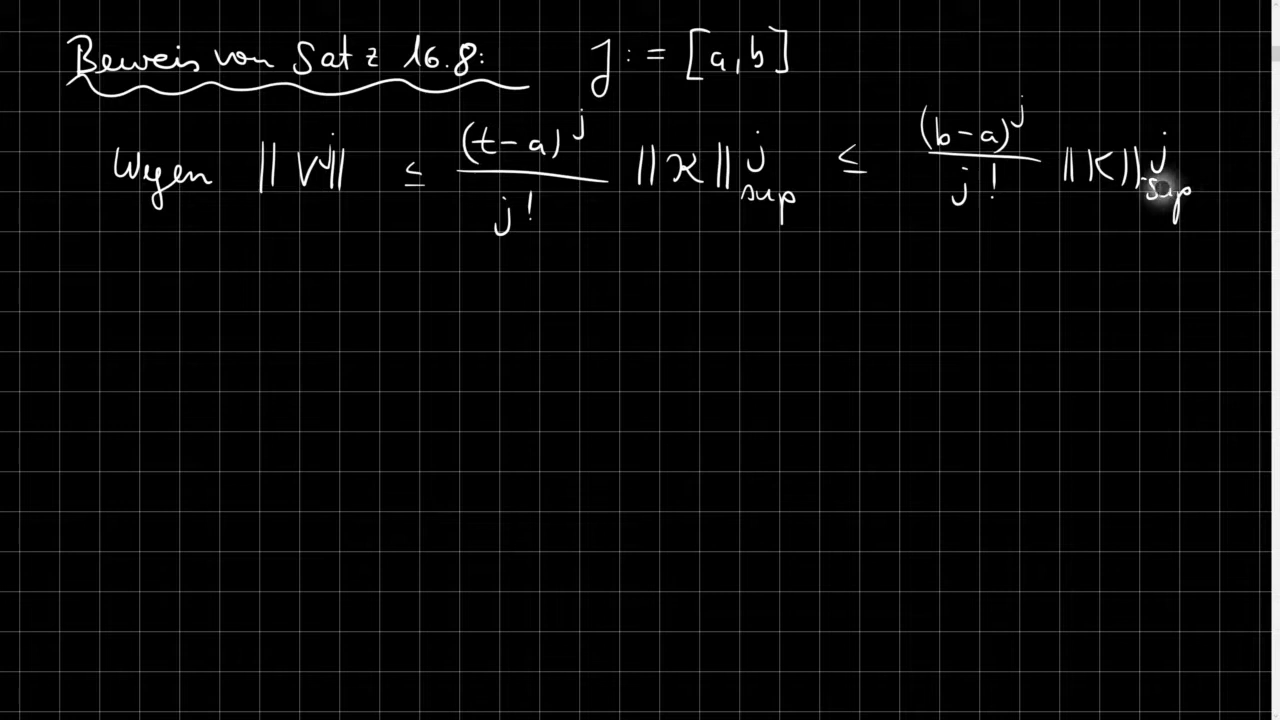 Beweis von Satz 16.8: J := [a,b]
Wegen ||V^j|| ≤ (t-a)^j / j! ||K||^j_sup ≤ (b-a)^j / j! ||K||^j_sup